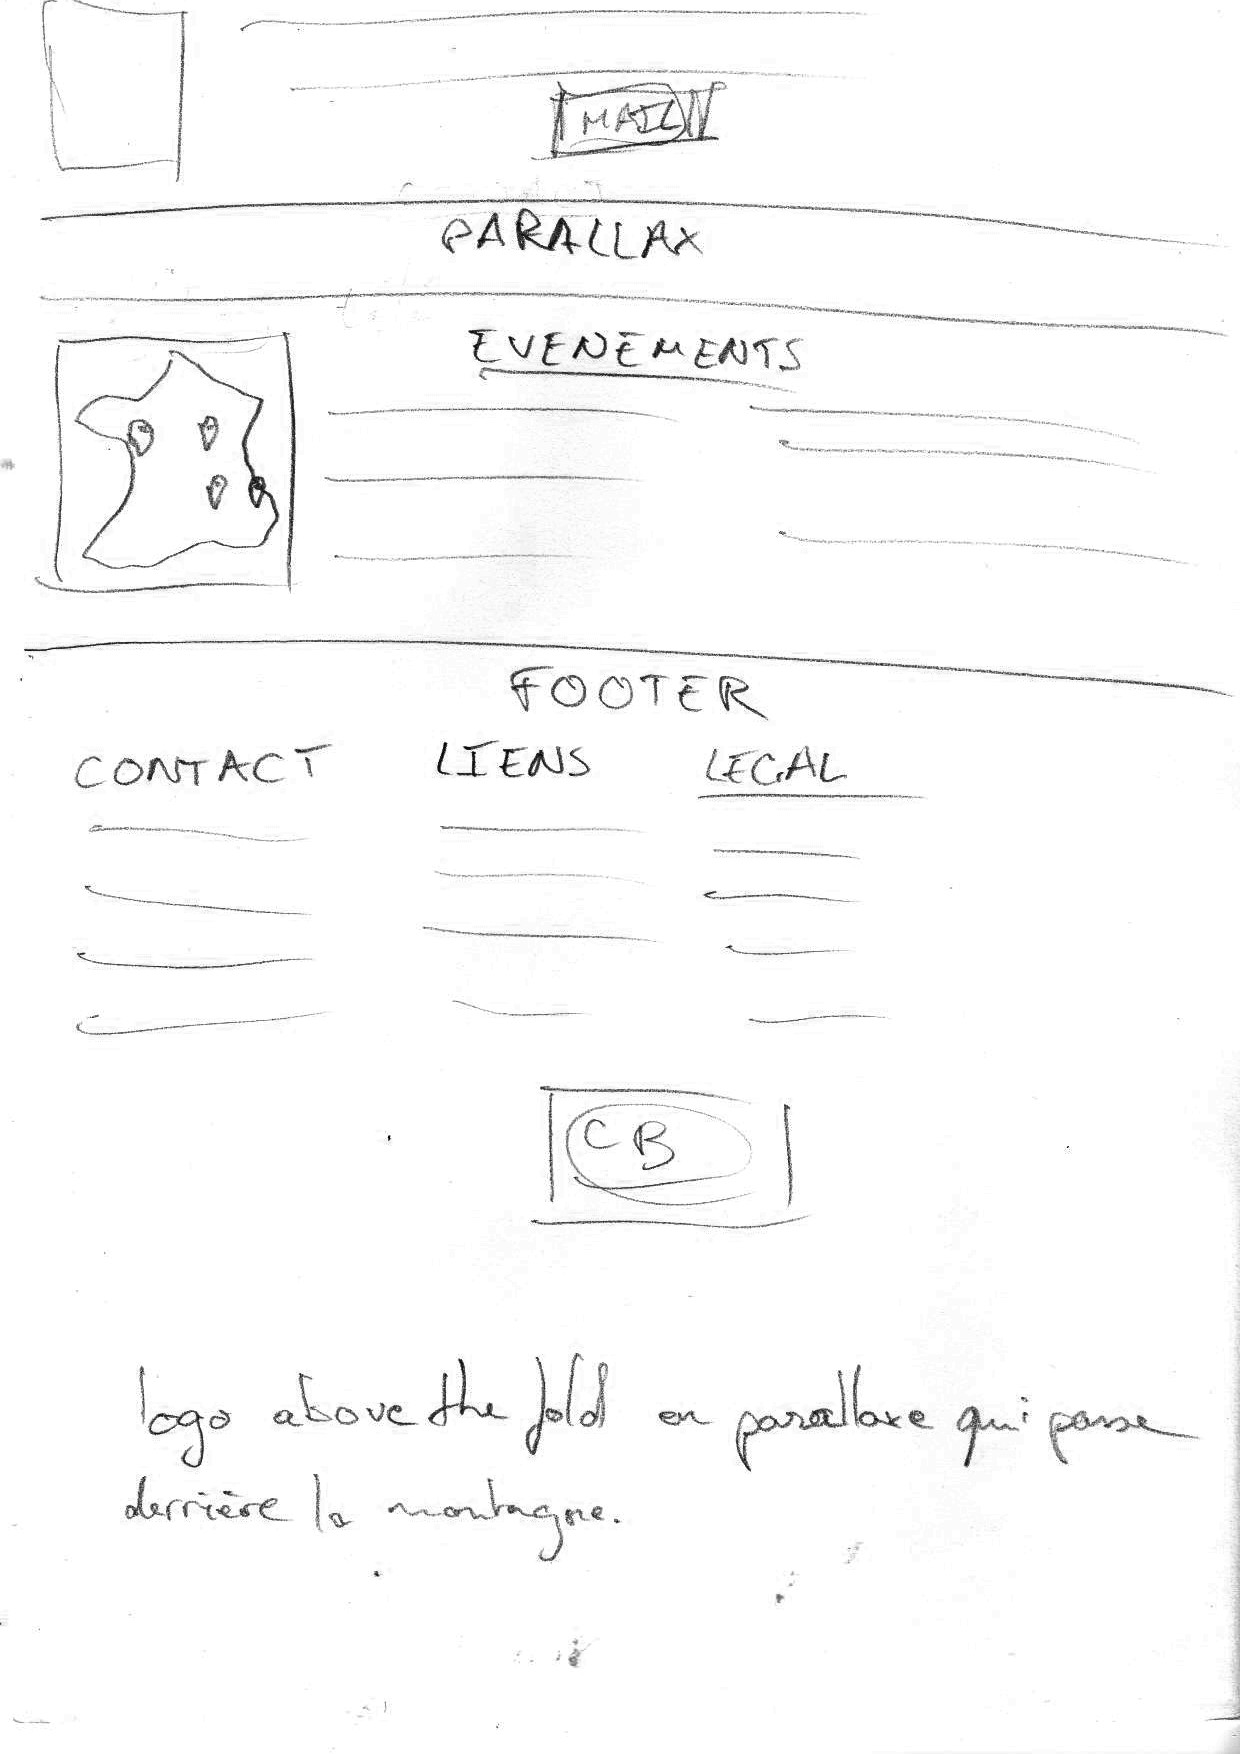 MAIL
PARALLAX
EVENEMENTS
FOOTER
CONTACT LIENS LEGAL
CB
logo above the fold en parallaxe qui passe
derrière la montagne.